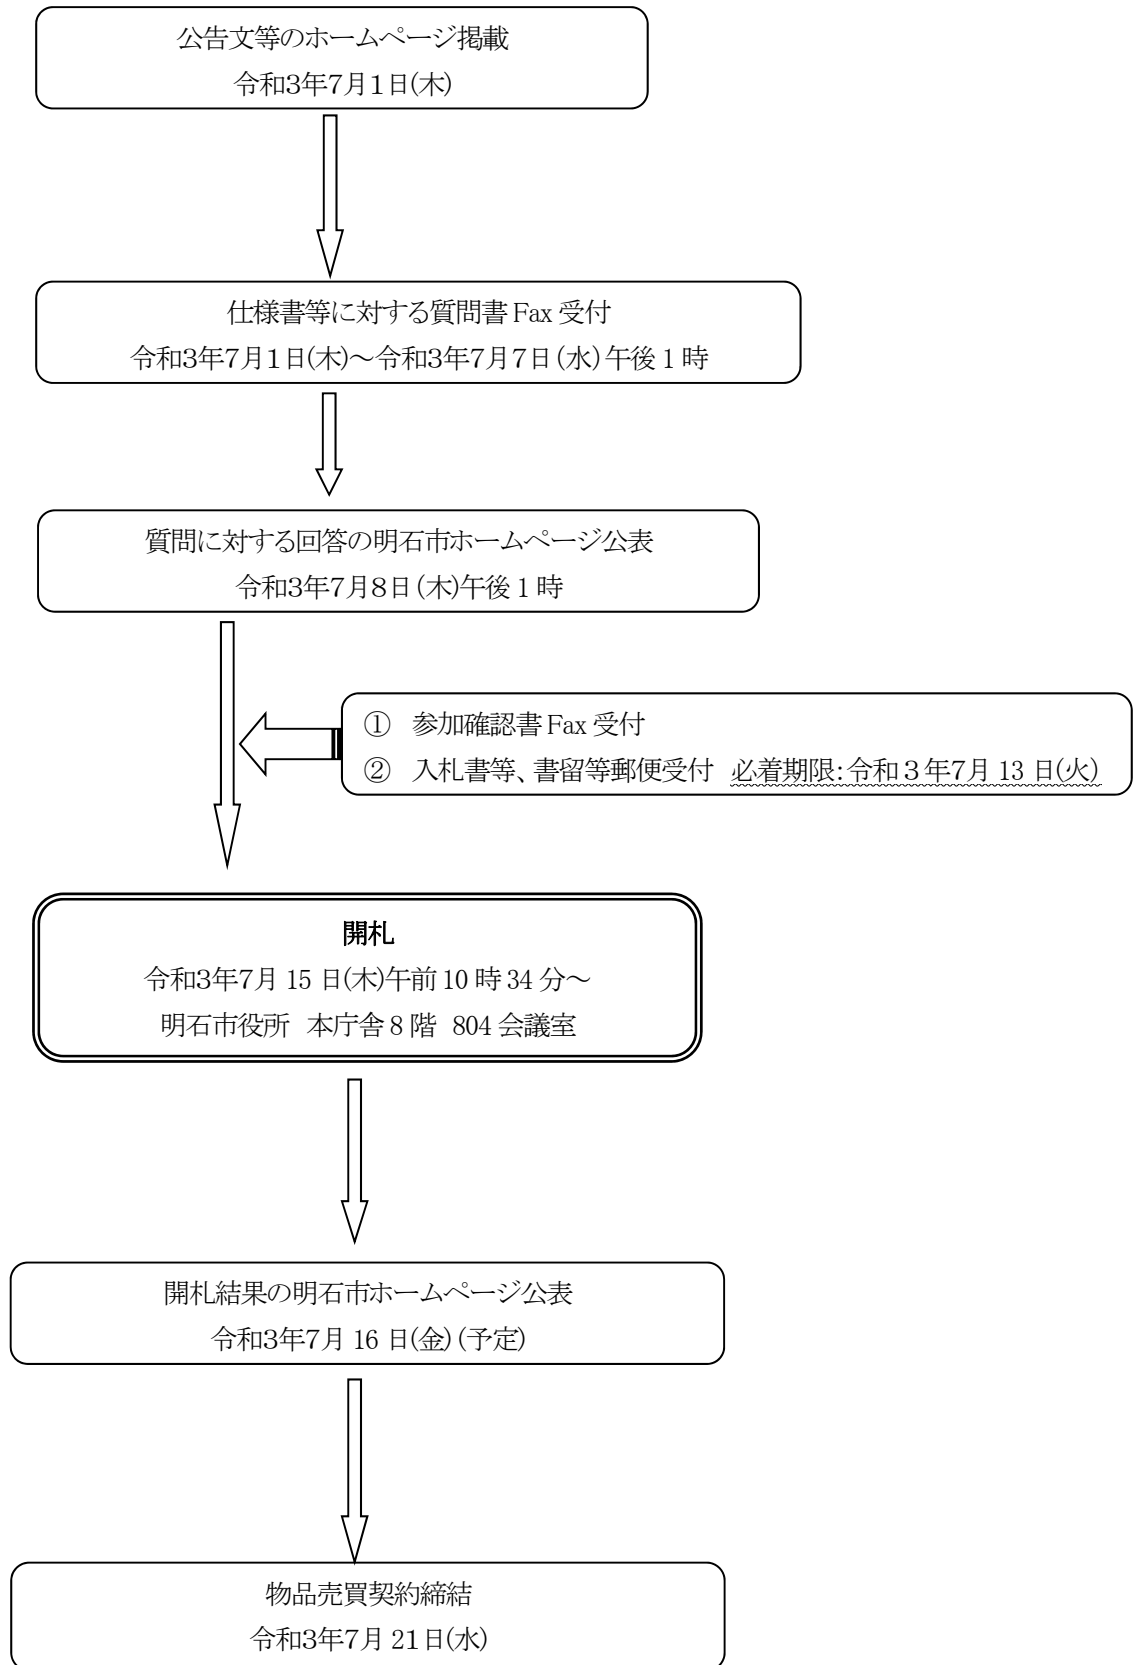 公告文等のホームページ掲載
令和3年7月1日(木)
仕様書等に対する質問書 Fax 受付
令和3年7月1日(木)～令和3年7月7日(水)午後1時
質問に対する回答の明石市ホームページ公表
令和3年7月8日(木)午後1時
① 参加確認書 Fax 受付
② 入札書等、書留等郵便受付 必着期限:令和3年7月13日(火)
開札
令和3年7月15日(木)午前10時34分～
明石市役所 本庁舎8階 804会議室
開札結果の明石市ホームページ公表
令和3年7月16日(金)(予定)
物品売買契約締結
令和3年7月21日(水)